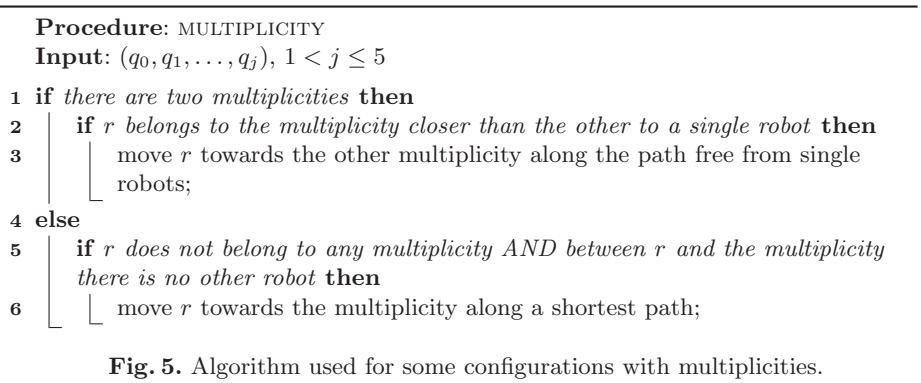 Procedure: MULTIPLICITY
Input: (q0, q1, . . . , qj), 1 < j ≤ 5
1 if there are two multiplicities then
2 if r belongs to the multiplicity closer than the other to a single robot then
3 move r towards the other multiplicity along the path free from single
robots;
4 else
5 if r does not belong to any multiplicity AND between r and the multiplicity
there is no other robot then
6 move r towards the multiplicity along a shortest path;
Fig. 5. Algorithm used for some configurations with multiplicities.